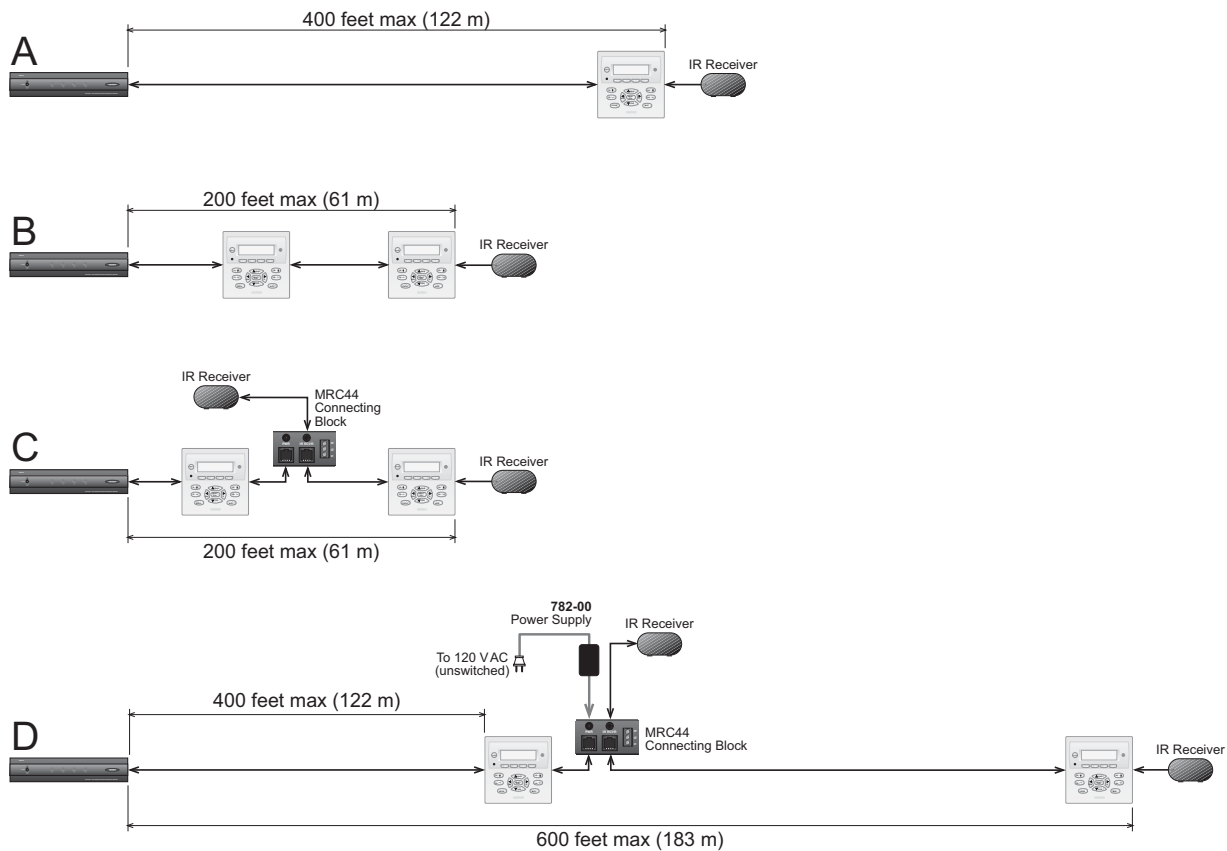 400 feet max (122 m)
A
IR Receiver
200 feet max (61 m)
B
IR Receiver
IR Receiver
MRC44
Connecting
Block
C
IR Receiver
200 feet max (61 m)
782-00
Power Supply
IR Receiver
To 120 VAC
(unswitched)
400 feet max (122 m)
D
MRC44
Connecting Block
IR Receiver
600 feet max (183 m)